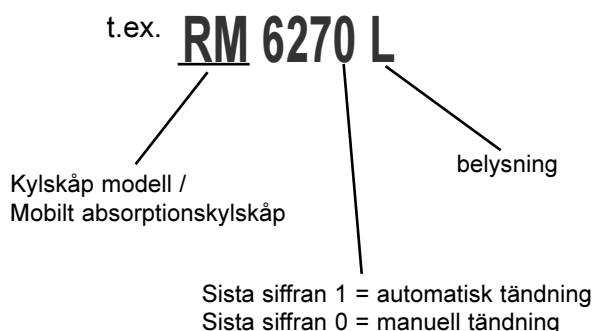 t.ex. RM 6270 L
belysning
Kylskåp modell /
Mobilt absorptionskylskåp
Sista siffran 1 = automatisk tändning
Sista siffran 0 = manuell tändning